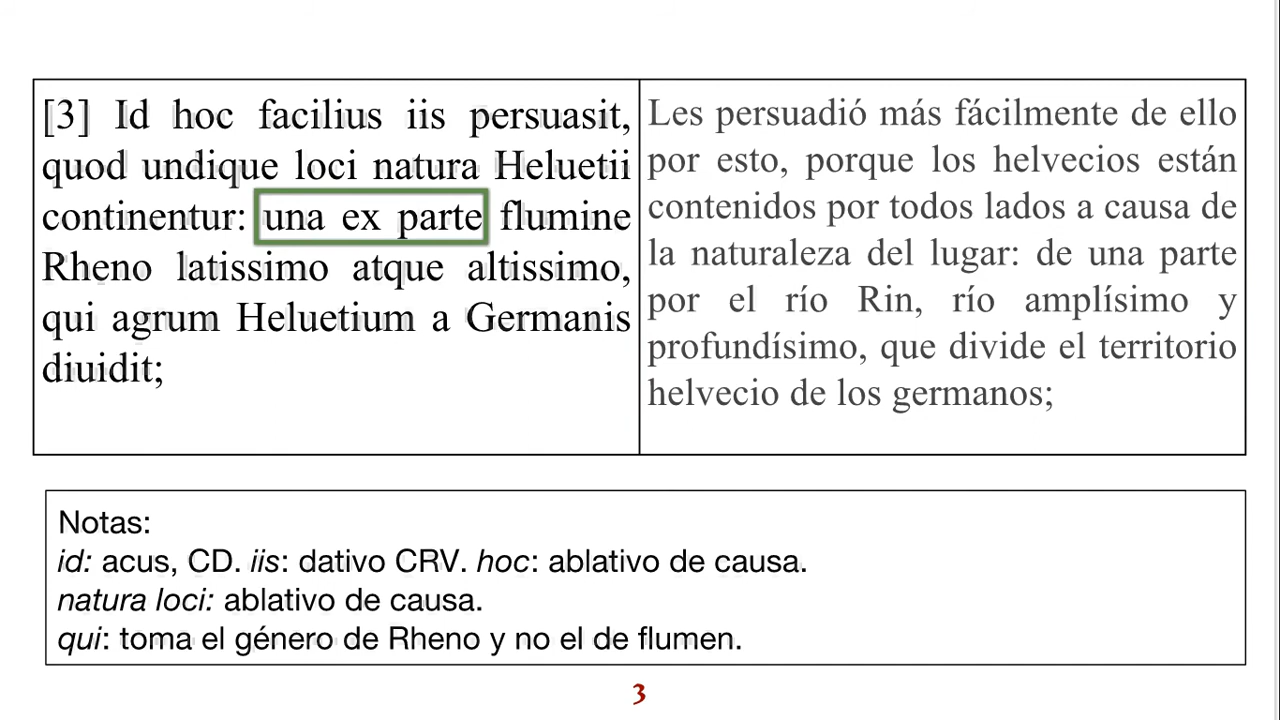 [3] Id hoc facilius iis persuasit,
quod undique loci natura Heluetii
continentur: una ex parte flumine
Rheno latissimo atque altissimo,
qui agrum Heluetium a Germanis
diuidit;
Les persuadió más fácilmente de ello
por esto, porque los helvecios están
contenidos por todos lados a causa de
la naturaleza del lugar: de una parte
por el río Rin, río amplísimo y
profundísimo, que divide el territorio
helvecio de los germanos;
Notas:
id: acus, CD. iis: dativo CRV. hoc: ablativo de causa.
natura loci: ablativo de causa.
qui: toma el género de Rheno y no el de flumen.
3